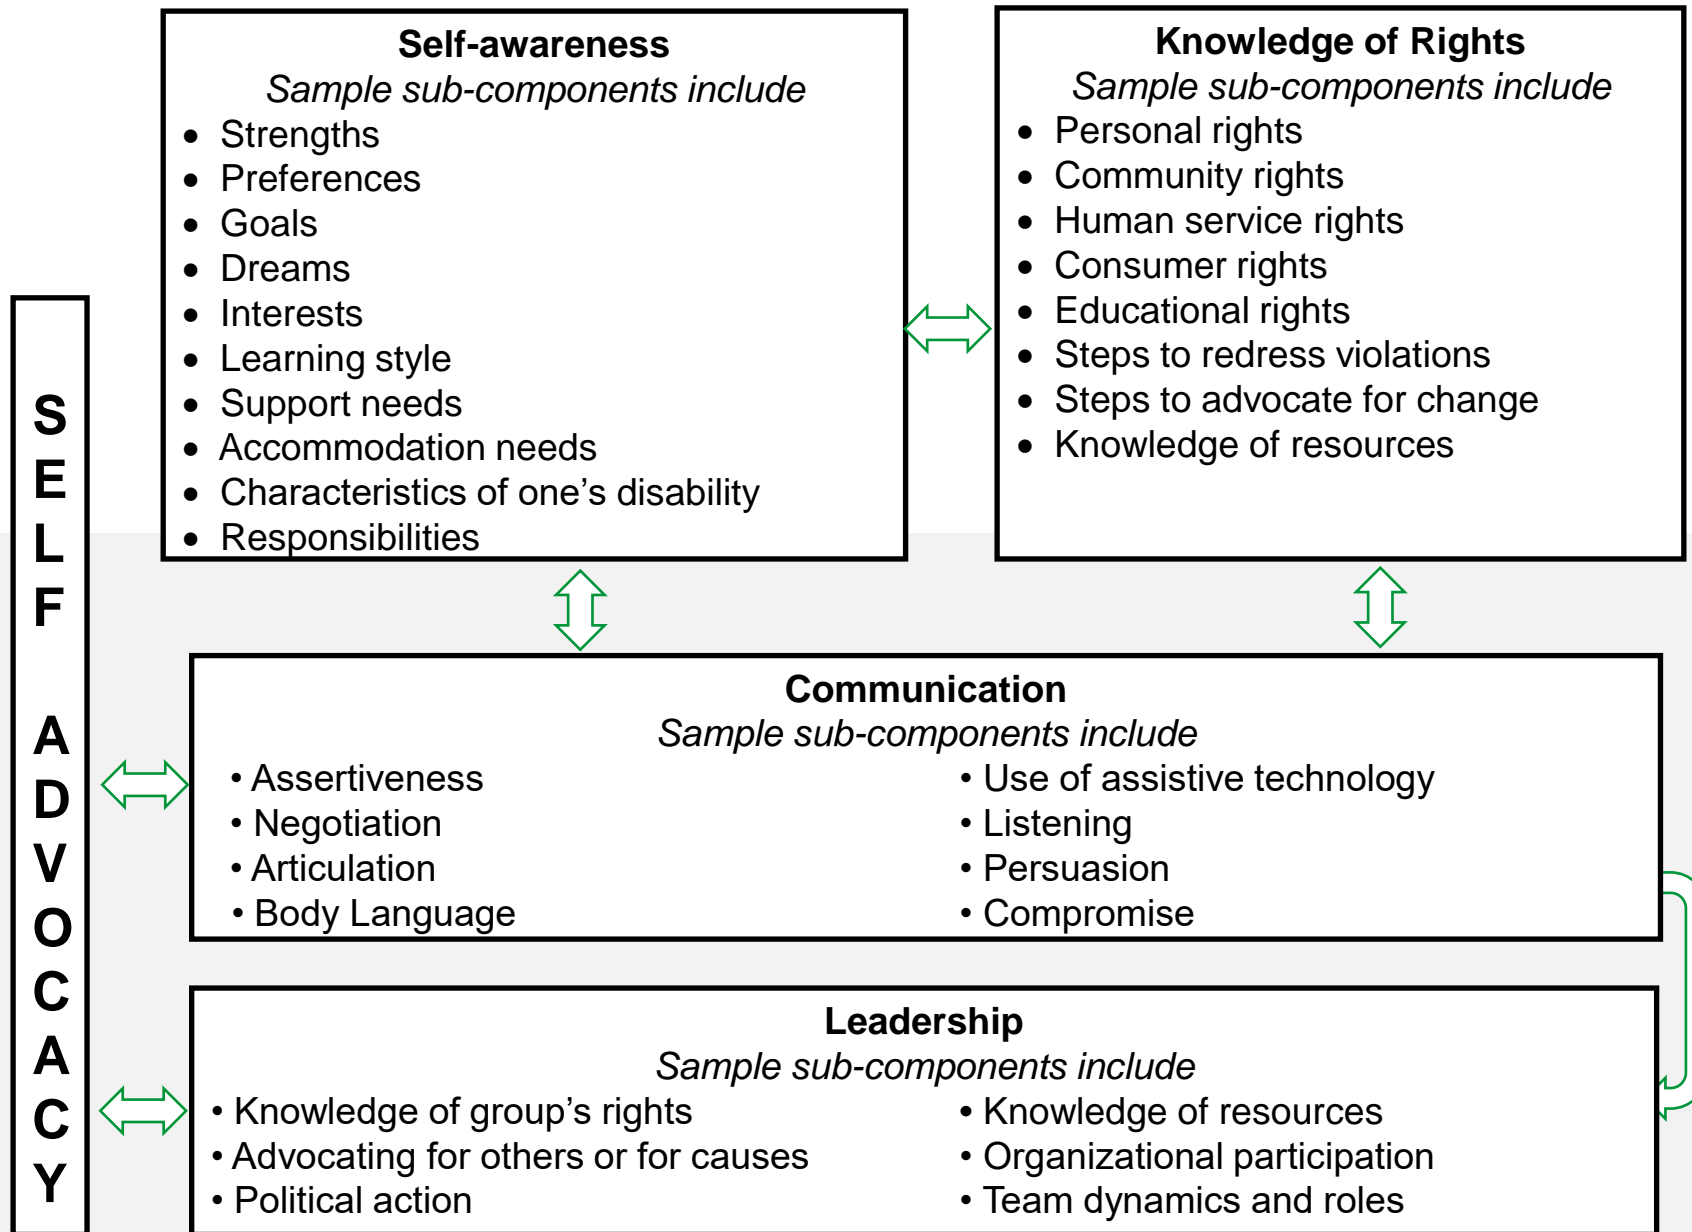 Self-awareness
Sample sub-components include
• Strengths
• Preferences
• Goals
• Dreams
• Interests
• Learning style
• Support needs
• Accommodation needs
• Characteristics of one’s disability
• Responsibilities
Knowledge of Rights
Sample sub-components include
• Personal rights
• Community rights
• Human service rights
• Consumer rights
• Educational rights
• Steps to redress violations
• Steps to advocate for change
• Knowledge of resources
SELF ADVOCACY
Communication
Sample sub-components include
• Assertiveness
• Negotiation
• Articulation
• Body Language
• Use of assistive technology
• Listening
• Persuasion
• Compromise
Leadership
Sample sub-components include
• Knowledge of group’s rights
• Advocating for others or for causes
• Political action
• Knowledge of resources
• Organizational participation
• Team dynamics and roles